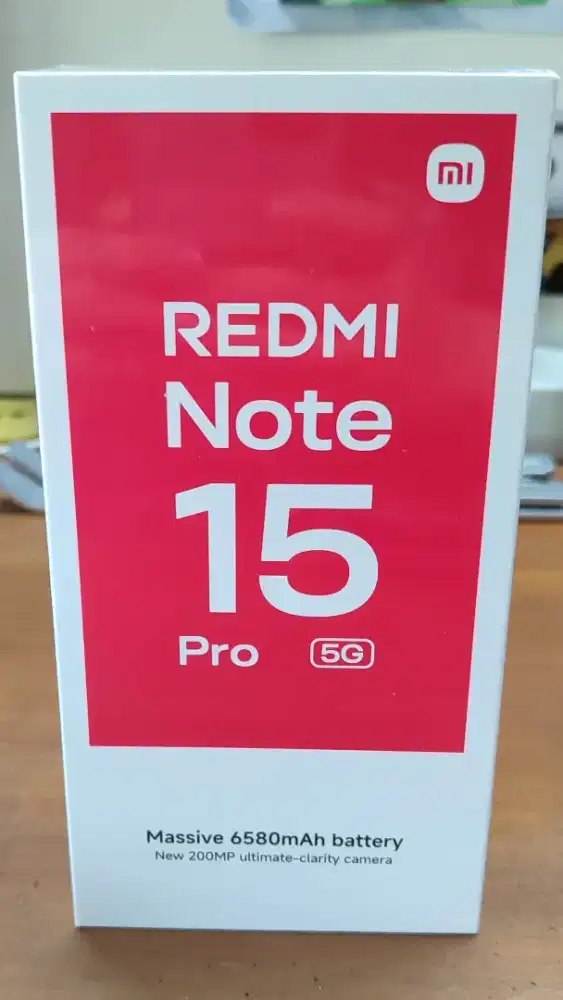 mi
REDMI
Note
15
Pro 5G
Massive 6580mAh battery
New 200MP ultimate-clarity camera